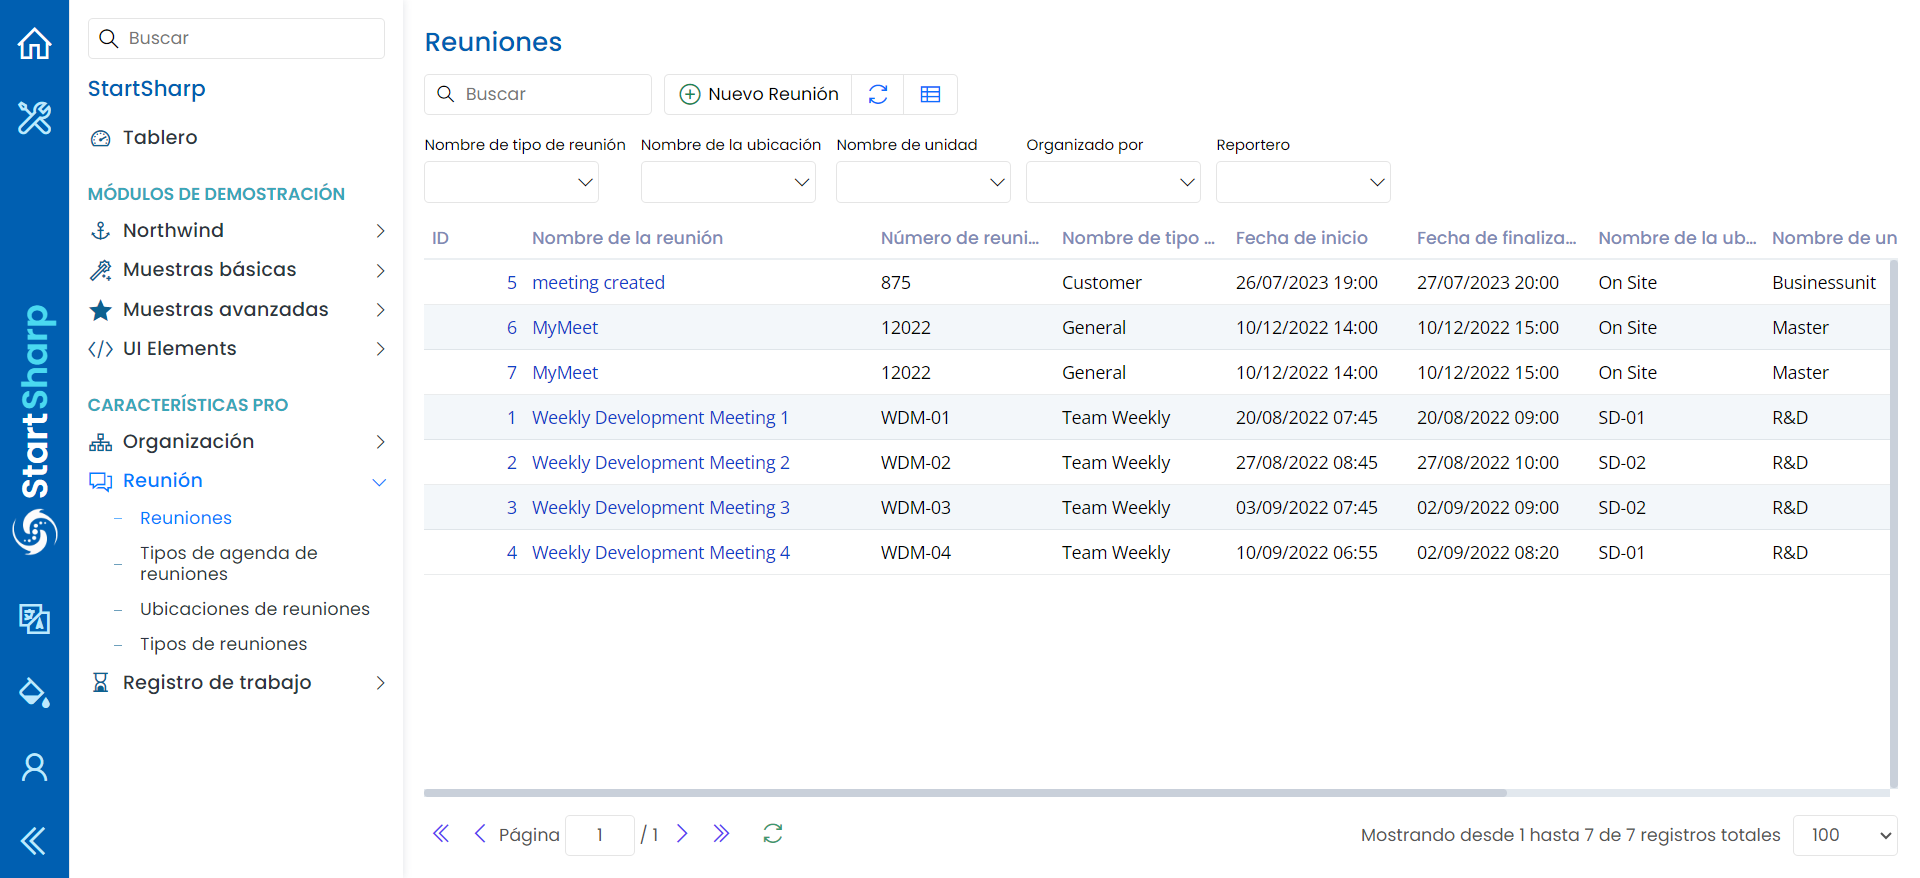 StartSharp
Buscar
StartSharp
Tablero
MÓDULOS DE DEMOSTRACIÓN
Northwind
Muestras básicas
Muestras avanzadas
UI Elements
CARACTERÍSTICAS PRO
Organización
Reunión
Reuniones
Tipos de agenda de
reuniones
Ubicaciones de reuniones
Tipos de reuniones
Registro de trabajo
Reuniones
Buscar
Nuevo Reunión
Nombre de tipo de reunión Nombre de la ubicación Nombre de unidad Organizado por Reportero
ID Nombre de la reunión Número de reuni... Nombre de tipo ... Fecha de inicio Fecha de finaliza... Nombre de la ub... Nombre de un
5 meeting created 875 Customer 26/07/2023 19:00 27/07/2023 20:00 On Site Businessunit
6 MyMeet 12022 General 10/12/2022 14:00 10/12/2022 15:00 On Site Master
7 MyMeet 12022 General 10/12/2022 14:00 10/12/2022 15:00 On Site Master
1 Weekly Development Meeting 1 WDM-01 Team Weekly 20/08/2022 07:45 20/08/2022 09:00 SD-01 R&D
2 Weekly Development Meeting 2 WDM-02 Team Weekly 27/08/2022 08:45 27/08/2022 10:00 SD-02 R&D
3 Weekly Development Meeting 3 WDM-03 Team Weekly 03/09/2022 07:45 02/09/2022 09:00 SD-02 R&D
4 Weekly Development Meeting 4 WDM-04 Team Weekly 10/09/2022 06:55 02/09/2022 08:20 SD-01 R&D
Página 1 / 1
Mostrando desde 1 hasta 7 de 7 registros totales 100